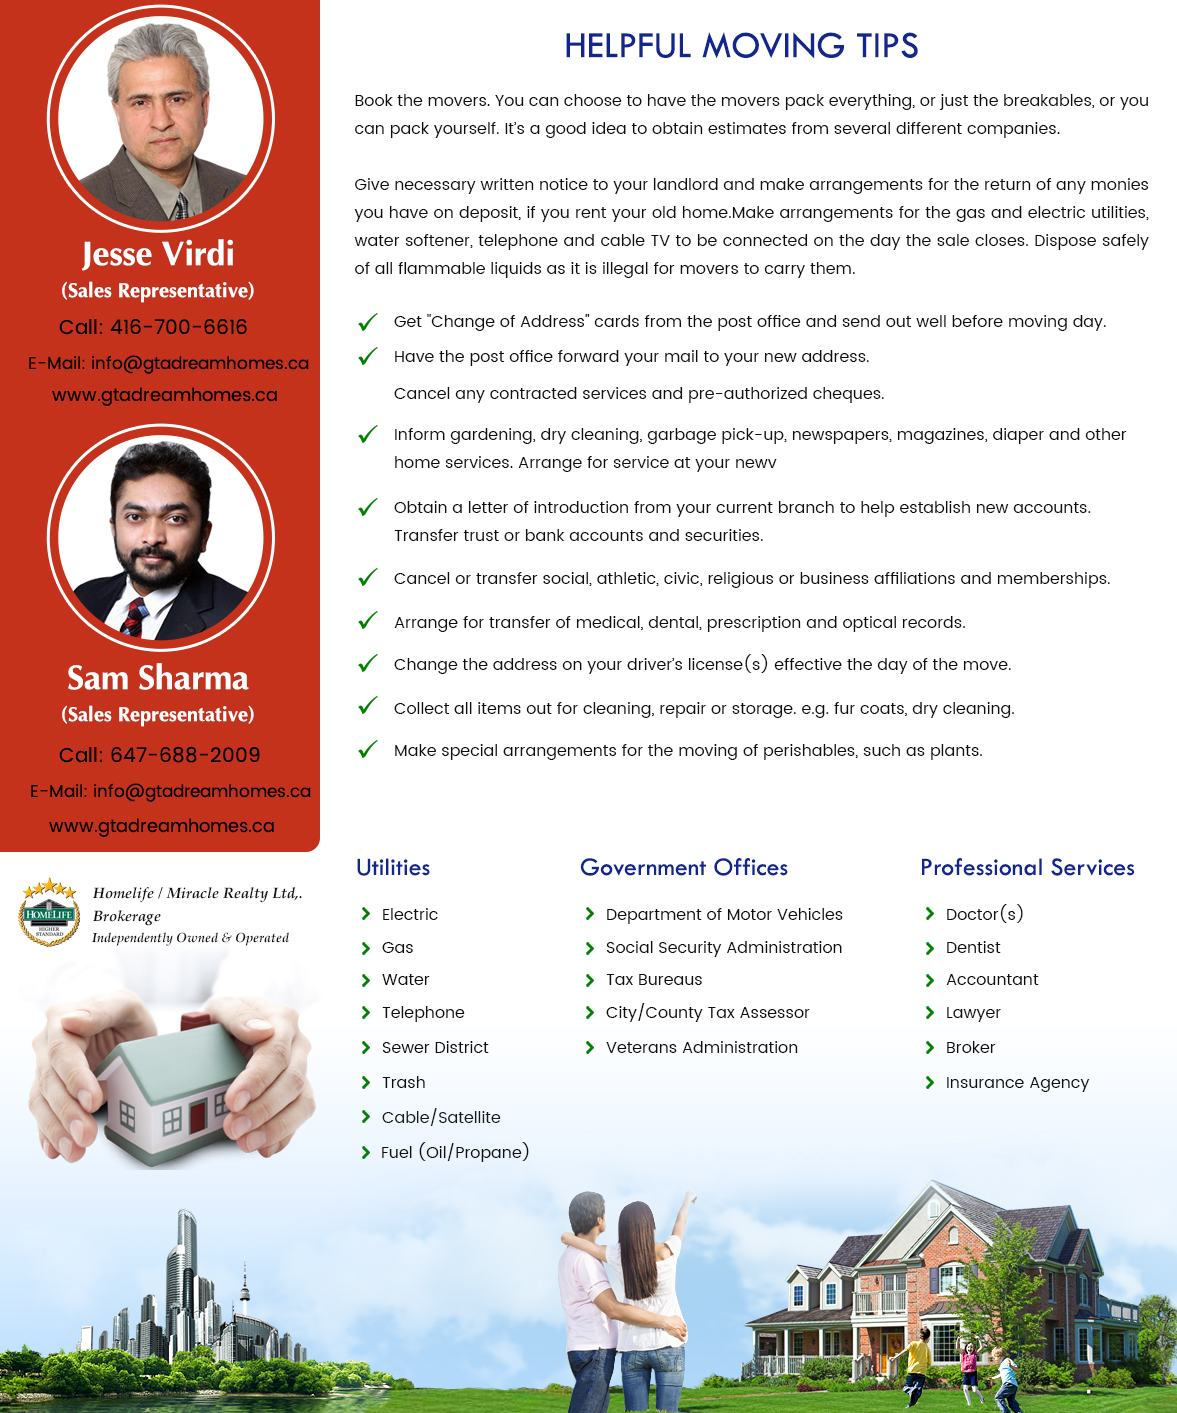 Jesse Virdi
(Sales Representative)
Call: 416-700-6616
E-Mail: info@gtadreamhomes.ca
www.gtadreamhomes.ca
Sam Sharma
(Sales Representative)
Call: 647-688-2009
E-Mail: info@gtadreamhomes.ca
www.gtadreamhomes.ca
HOMELIFE
HIGHER
STANDARD
Homelife / Miracle Realty Ltd,.
Brokerage
Independently Owned & Operated
HELPFUL MOVING TIPS
Book the movers. You can choose to have the movers pack everything, or just the breakables, or you
can pack yourself. It's a good idea to obtain estimates from several different companies.
Give necessary written notice to your landlord and make arrangements for the return of any monies
you have on deposit, if you rent your old home.Make arrangements for the gas and electric utilities,
water softener, telephone and cable TV to be connected on the day the sale closes. Dispose safely
of all flammable liquids as it is illegal for movers to carry them.
Get "Change of Address" cards from the post office and send out well before moving day.
Have the post office forward your mail to your new address.
Cancel any contracted services and pre-authorized cheques.
Inform gardening, dry cleaning, garbage pick-up, newspapers, magazines, diaper and other
home services. Arrange for service at your newv
Obtain a letter of introduction from your current branch to help establish new accounts.
Transfer trust or bank accounts and securities.
Cancel or transfer social, athletic, civic, religious or business affiliations and memberships.
Arrange for transfer of medical, dental, prescription and optical records.
Change the address on your driver's license(s) effective the day of the move.
Collect all items out for cleaning, repair or storage. e.g. fur coats, dry cleaning.
Make special arrangements for the moving of perishables, such as plants.
Utilities
Electric
Gas
Water
Telephone
Sewer District
Trash
Cable/Satellite
Fuel (Oil/Propane)
Government Offices
Department of Motor Vehicles
Social Security Administration
Tax Bureaus
City/County Tax Assessor
Veterans Administration
Professional Services
Doctor(s)
Dentist
Accountant
Lawyer
Broker
Insurance Agency